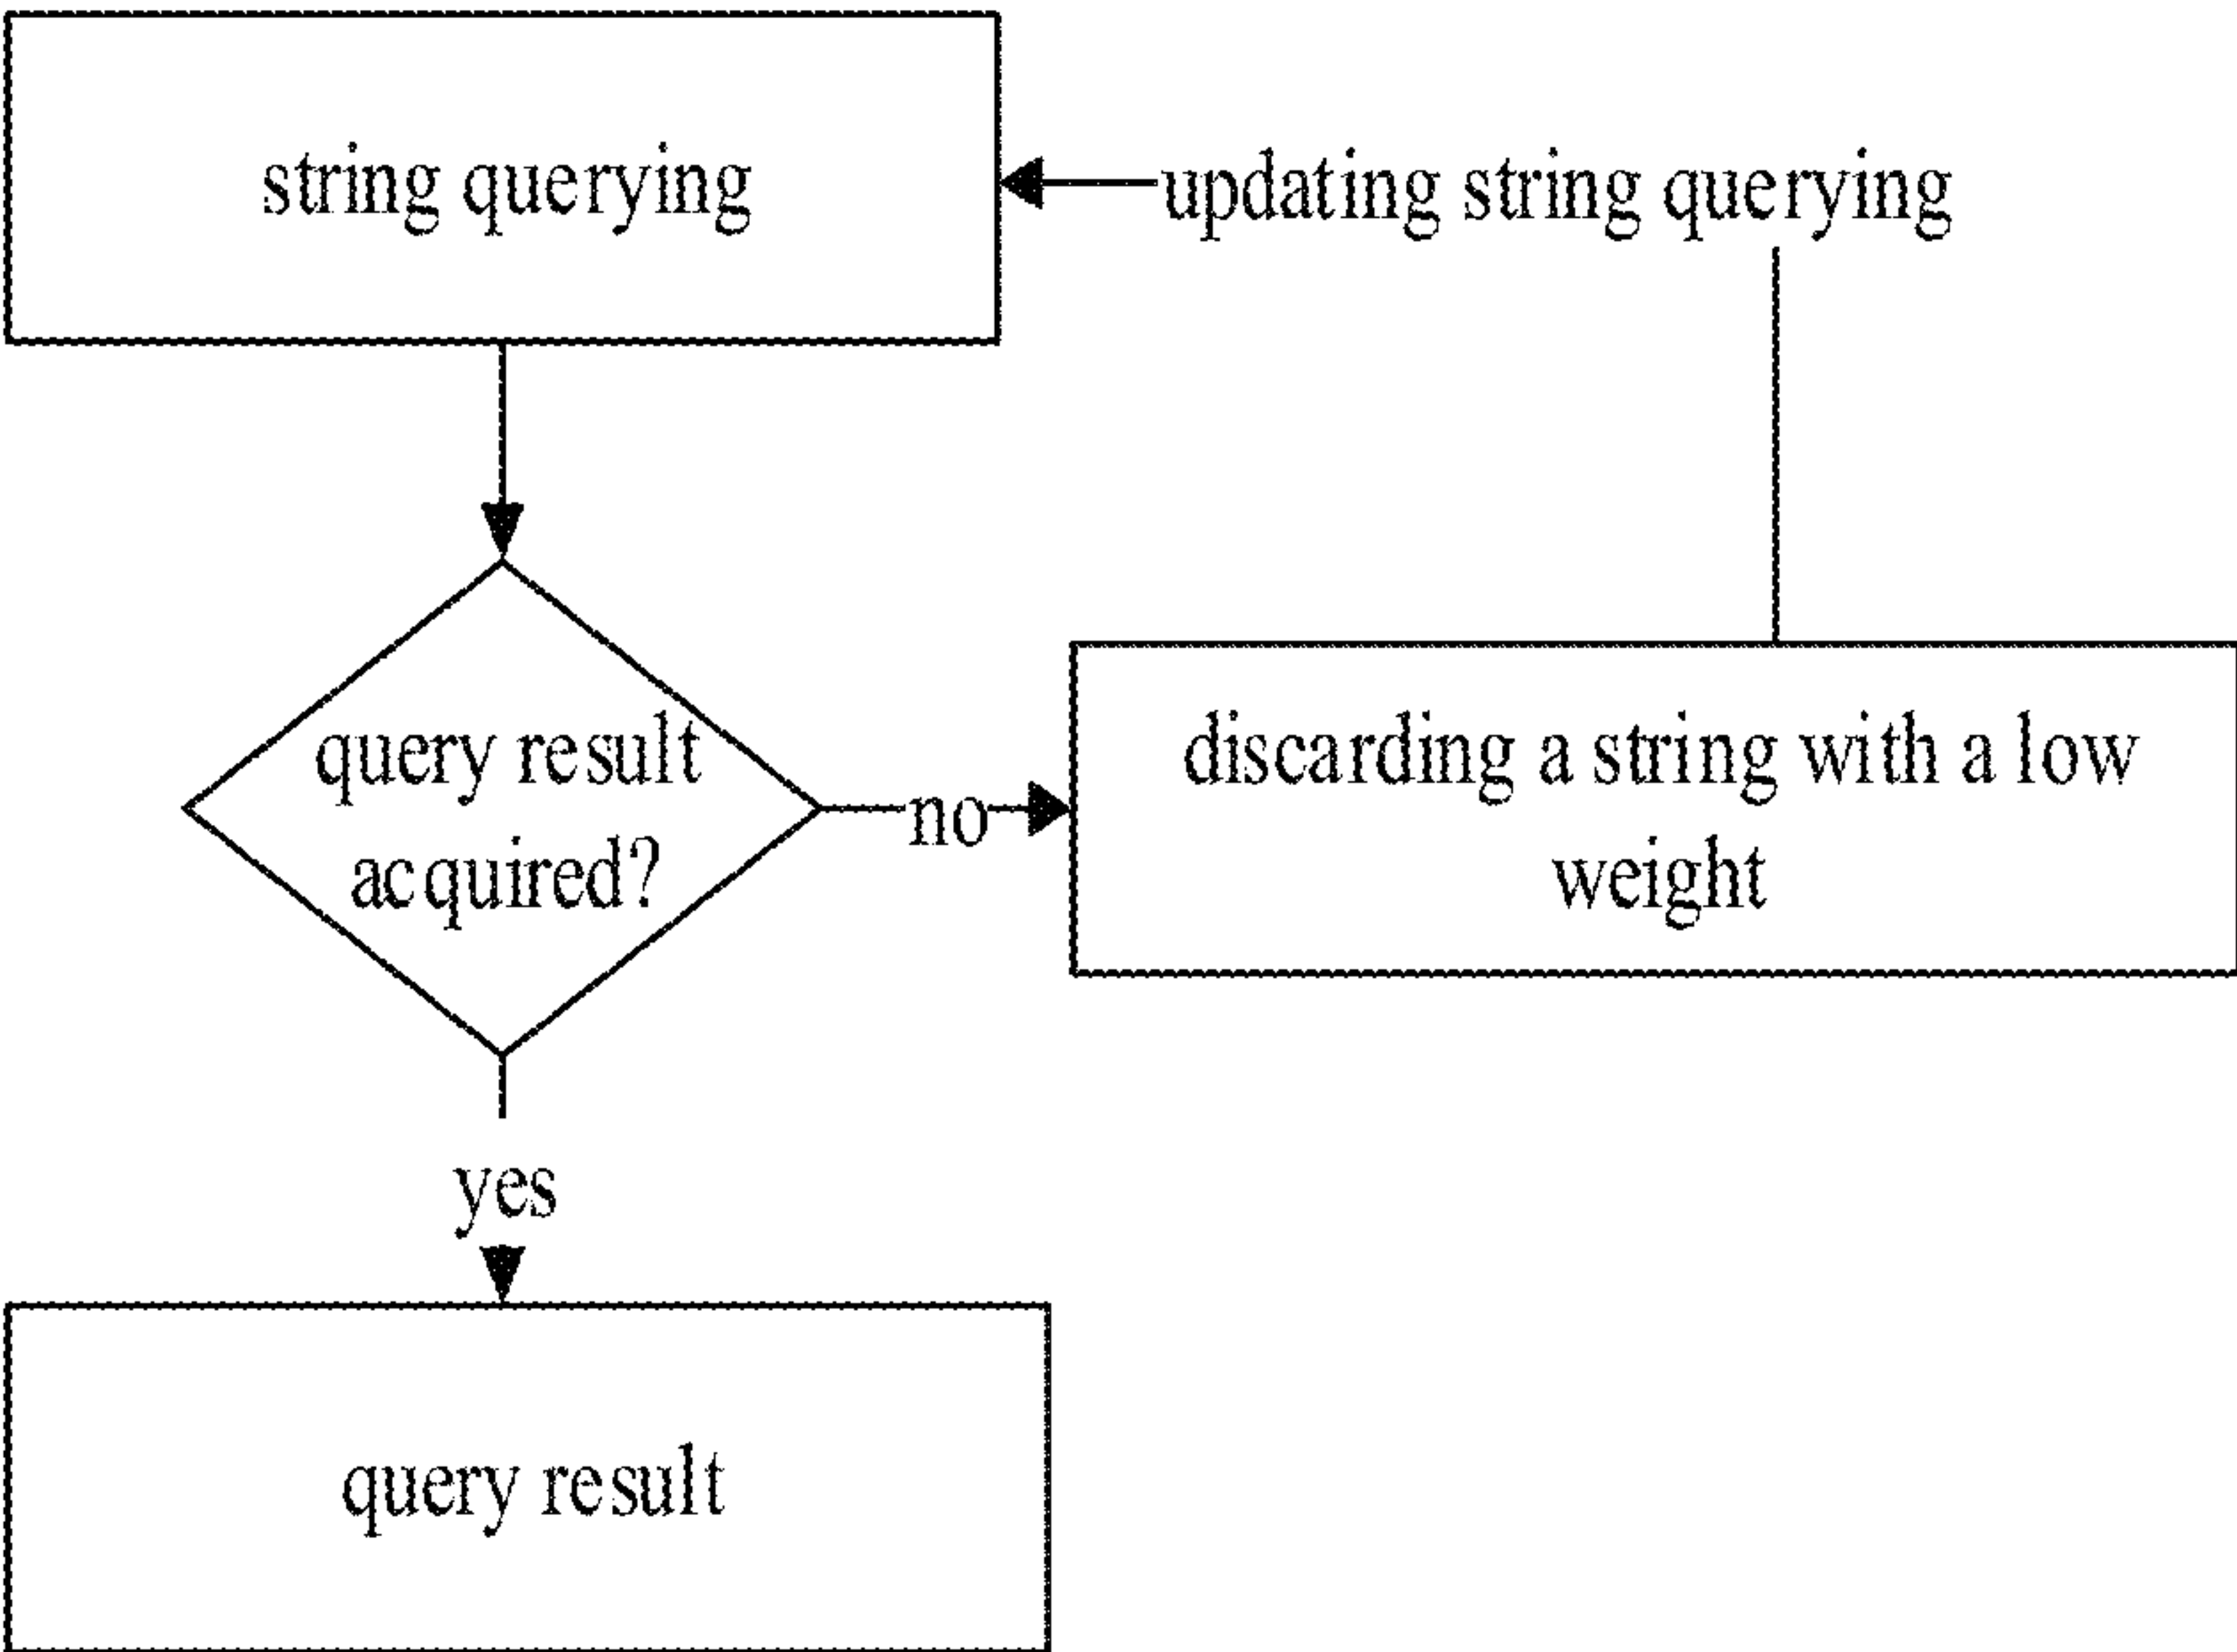 string querying
updating string querying
query result
acquired?
no
discarding a string with a low
weight
yes
query result